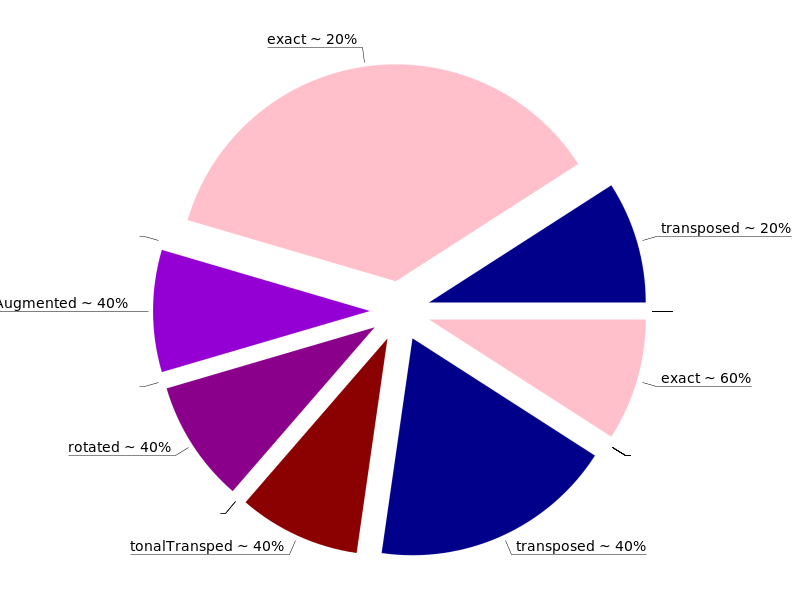 exact ~ 20%
transposed ~ 20%
Augmented ~ 40%
exact ~ 60%
rotated ~ 40%
tonalTransped ~ 40%
transposed ~ 40%